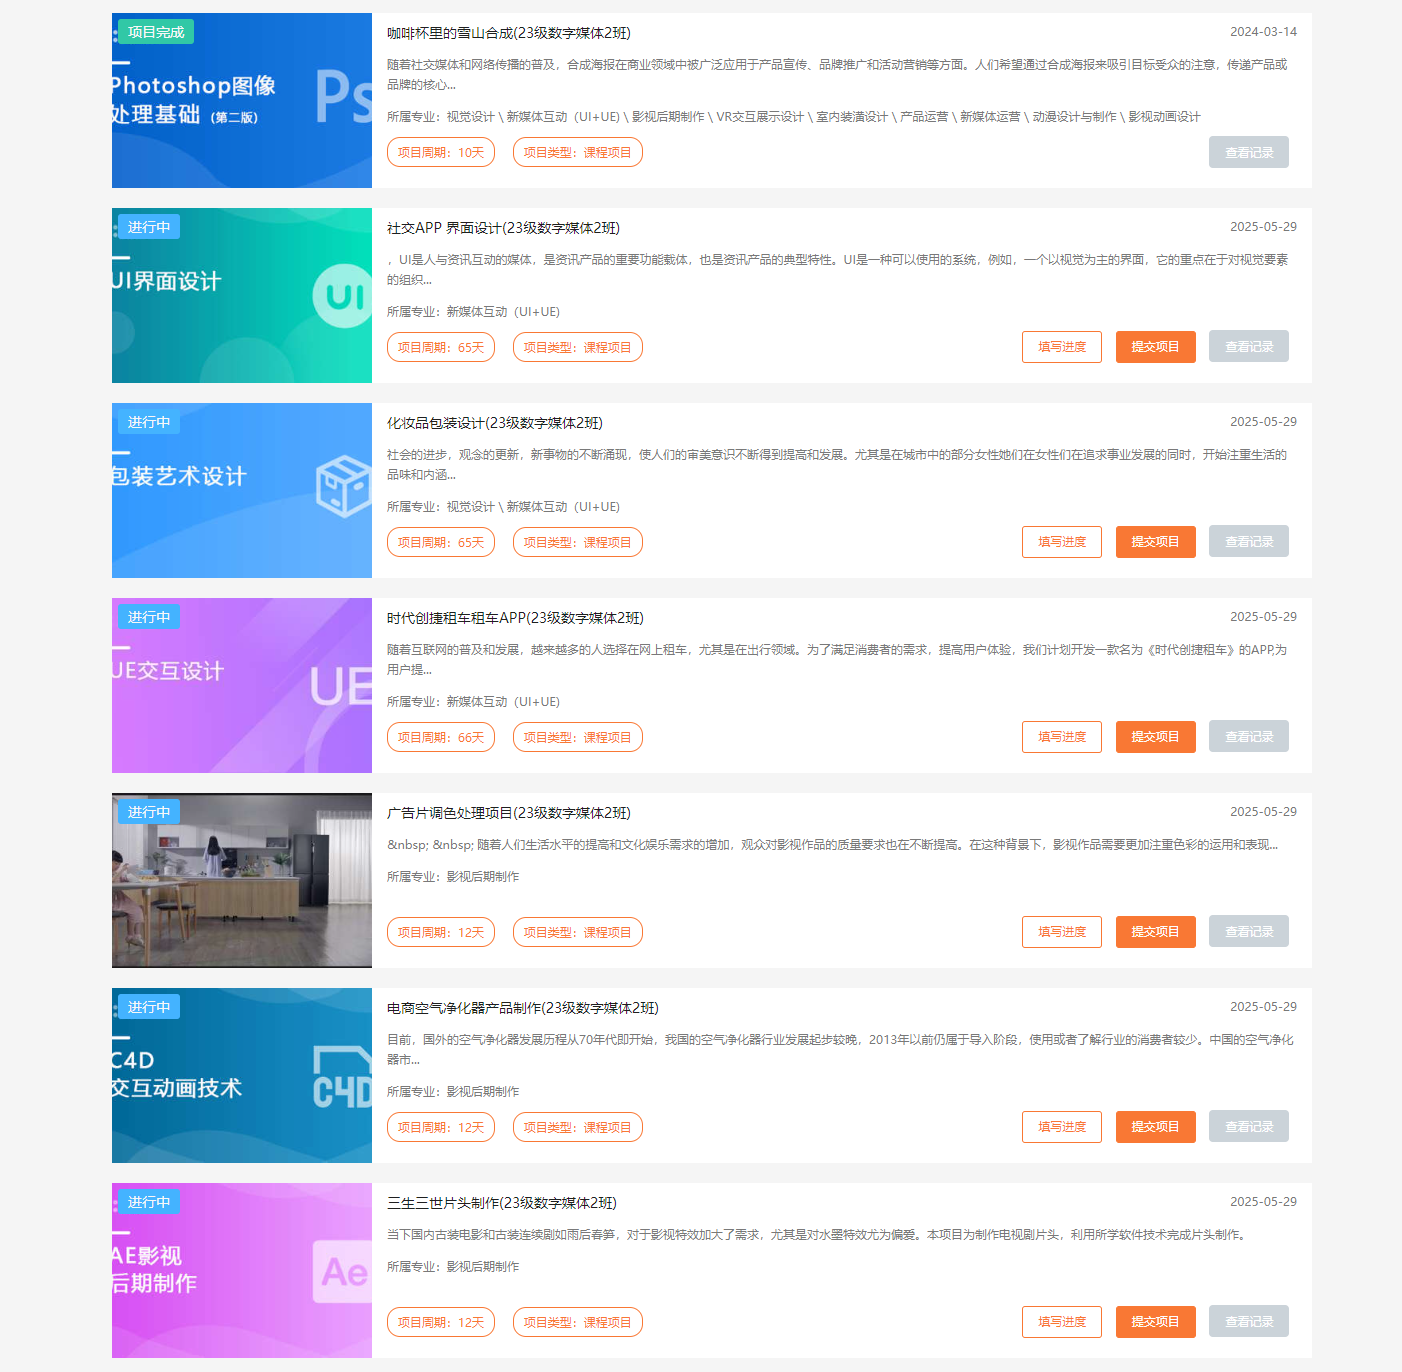 项目完成
Photoshop图像
处理基础 (第二版)
Ps
咖啡杯里的雪山合成(23级数字媒体2班)
2024-03-14
随着社交媒体和网络传播的普及，合成海报在商业领域中被广泛应用于产品宣传、品牌推广和活动营销等方面。人们希望通过合成海报来吸引目标受众的注意，传递产品或
品牌的核心...
所属专业：视觉设计 \ 新媒体互动（UI+UE) \ 影视后期制作 \ VR交互展示设计 \ 室内装潢设计 \ 产品运营 \ 新媒体运营 \ 动漫设计与制作 \ 影视动画设计
项目周期：10天
项目类型：课程项目
查看记录
进行中
UI界面设计
UI
社交APP 界面设计(23级数字媒体2班)
2025-05-29
，UI是人与资讯互动的媒体，是资讯产品的重要功能载体，也是资讯产品的典型特性。UI是一种可以使用的系统，例如，一个以视觉为主的界面，它的重点在于对视觉要素
的组织...
所属专业：新媒体互动（UI+UE)
项目周期：65天
项目类型：课程项目
填写进度
提交项目
查看记录
进行中
包装艺术设计
化妆品包装设计(23级数字媒体2班)
2025-05-29
社会的进步，观念的更新，新事物的不断涌现，使人们的审美意识不断得到提高和发展。尤其是在城市中的部分女性她们在女性们在追求事业发展的同时，开始注重生活的
品味和内涵...
所属专业：视觉设计 \ 新媒体互动（UI+UE)
项目周期：65天
项目类型：课程项目
填写进度
提交项目
查看记录
进行中
UE交互设计
UE
时代创捷租车租车APP(23级数字媒体2班)
2025-05-29
随着互联网的普及和发展，越来越多的人选择在网上租车，尤其是在出行领域。为了满足消费者的需求，提高用户体验，我们计划开发一款名为《时代创捷租车》的APP,为
用户提...
所属专业：新媒体互动（UI+UE)
项目周期：66天
项目类型：课程项目
填写进度
提交项目
查看记录
进行中
广告片调色处理项目(23级数字媒体2班)
2025-05-29
&nbsp; &nbsp; 随着人们生活水平的提高和文化娱乐需求的增加，观众对影视作品的质量要求也在不断提高。在这种背景下，影视作品需要更加注重色彩的运用和表现...
所属专业：影视后期制作
项目周期：12天
项目类型：课程项目
填写进度
提交项目
查看记录
进行中
C4D
交互动画技术
C4D
电商空气净化器产品制作(23级数字媒体2班)
2025-05-29
目前，国外的空气净化器发展历程从70年代即开始，我国的空气净化器行业发展起步较晚，2013年以前仍属于导入阶段，使用或者了解行业的消费者较少。中国的空气净化
器市...
所属专业：影视后期制作
项目周期：12天
项目类型：课程项目
填写进度
提交项目
查看记录
进行中
AE影视
后期制作
Ae
三生三世片头制作(23级数字媒体2班)
2025-05-29
当下国内古装电影和古装连续剧如雨后春笋，对于影视特效加大了需求，尤其是对水墨特效尤为偏爱。本项目为制作电视剧片头，利用所学软件技术完成片头制作。
所属专业：影视后期制作
项目周期：12天
项目类型：课程项目
填写进度
提交项目
查看记录